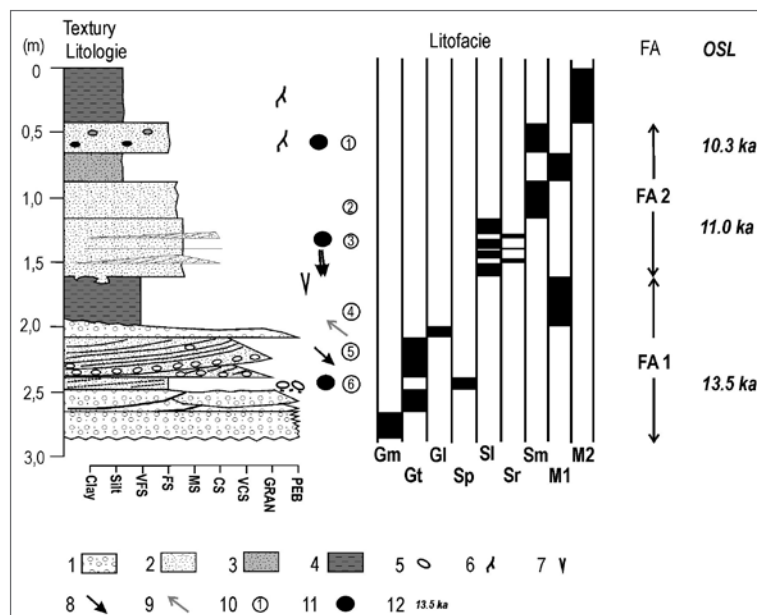 Textury
Litologie
(m)
Litofacie
FA
OSL
0
0,5
1,0
1,5
2,0
2,5
3,0
1
2
3
4
5
6
10.3 ka
FA 2
11.0 ka
FA 1
13.5 ka
Gm Gl Sl Sm M2
Gt Sp Sr M1
Clay Silt VFS FS MS CS VCS GRAN PEB
1 2 3 4 5 6 7
8 9 10 1 11 12 13.5 ka